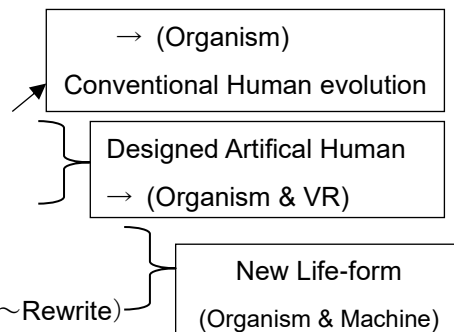 → (Organism)
Conventional Human evolution
Designed Artifical Human
→ (Organism & VR)
New Life-form
～Rewrite)
(Organism & Machine)